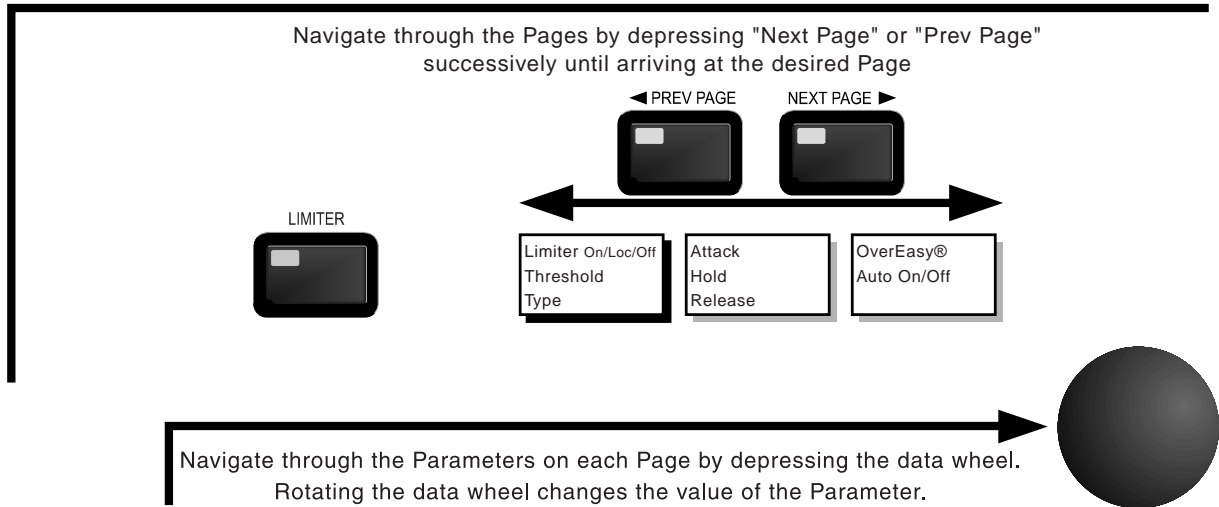 Navigate through the Pages by depressing "Next Page" or "Prev Page"
successively until arriving at the desired Page
◄ PREV PAGE
NEXT PAGE ►
LIMITER
Limiter On/Loc/Off
Threshold
Type
Attack
Hold
Release
OverEasy®
Auto On/Off
Navigate through the Parameters on each Page by depressing the data wheel.
Rotating the data wheel changes the value of the Parameter.